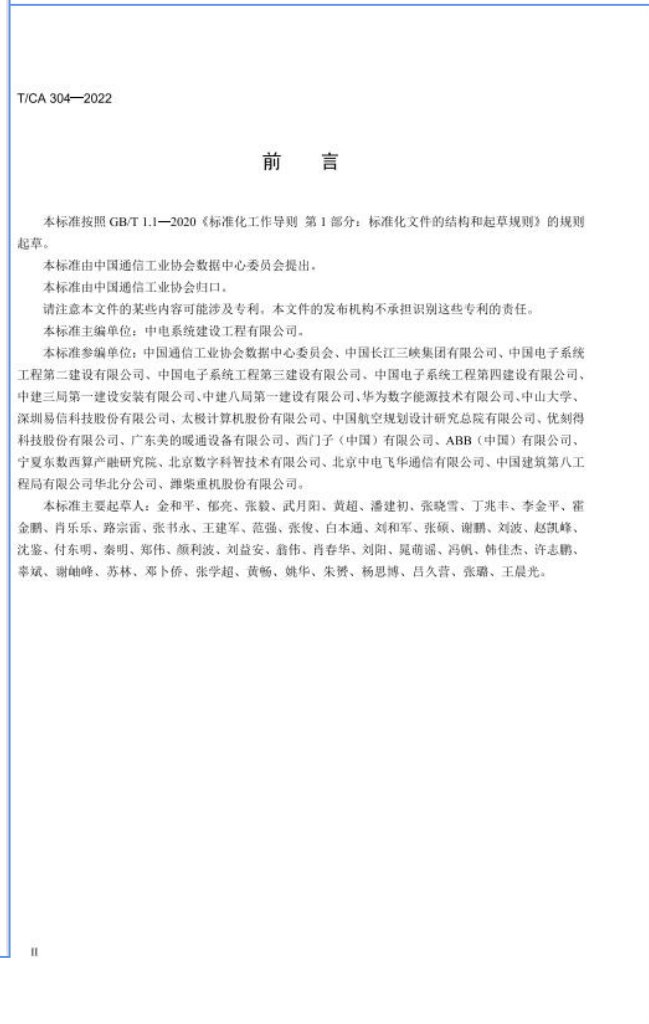 T/CA 304—2022
前 言
本标准按照 GB/T 1.1—2020《标准化工作导则 第 1 部分：标准化文件的结构和起草规则》的规则
起草。
本标准由中国通信工业协会数据中心委员会提出。
本标准由中国通信工业协会归口。
请注意本文件的某些内容可能涉及专利。本文件的发布机构不承担识别这些专利的责任。
本标准主编单位：中电系统建设工程有限公司。
本标准参编单位：中国通信工业协会数据中心委员会、中国长江三峡集团有限公司、中国电子系统
工程第二建设有限公司、中国电子系统工程第三建设有限公司、中国电子系统工程第四建设有限公司、
中建三局第一建设安装有限公司、中建八局第一建设有限公司、华为数字能源技术有限公司、中山大学、
深圳易信科技股份有限公司、太极计算机股份有限公司、中国航空规划设计研究总院有限公司、优刻得
科技股份有限公司、广东美的暖通设备有限公司、西门子（中国）有限公司、ABB（中国）有限公司、
宁夏东数西算产融研究院、北京数字科智技术有限公司、北京中电飞华通信有限公司、中国建筑第八工
程局有限公司华北分公司、潍柴重机股份有限公司。
本标准主要起草人：金和平、郁亮、张毅、武月阳、黄超、潘建初、张晓雪、丁兆丰、李金平、霍
金鹏、肖乐乐、路宗雷、张书永、王建军、范强、张俊、白本通、刘和军、张硕、谢鹏、刘波、赵凯峰、
沈鉴、付东明、秦明、郑伟、颜利波、刘益安、翁伟、肖春华、刘阳、晁萌谣、冯帆、韩佳杰、许志鹏、
辜斌、谢岫峰、苏林、邓卜侨、张学超、黄畅、姚华、朱赟、杨思博、吕久营、张璐、王晨光。
II